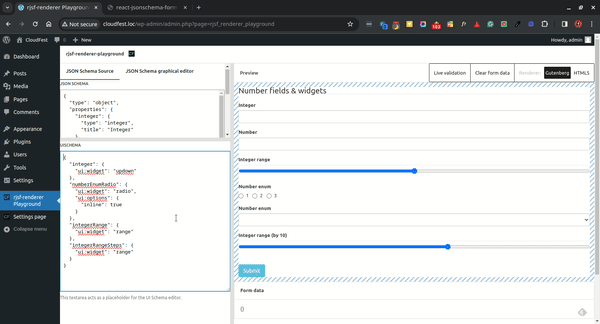 rjsf-renderer Playground
react-jsonschema-form
Not secure
cloudfest.loc/wp-admin/admin.php?page=rjsf_renderer_playground
CloudFest
0
+ New
Howdy, admin
Dashboard
Posts
Media
Pages
Comments
Appearance
Plugins
Users
Tools
Settings
rjsf-renderer
Playground
Settings page
Collapse menu
rjsf-renderer-playground
JSON Schema Source
JSON Schema graphical editor
JSON SCHEMA
{
"type": "object",
"properties": {
"integer": {
"type": "integer",
"title": "Integer"
}
UISCHEMA
{
"integer": {
"ui:widget": "updown"
},
"numberEnumRadio": {
"ui:widget": "radio",
"ui:options": {
"inline": true
}
},
"integerRange": {
"ui:widget": "range"
},
"integerRangeSteps": {
"ui:widget": "range"
}
}
This textarea acts as a placeholder for the UI Schema editor.
Preview
Live validation
Clear form data
Renderer
Gutenberg
HTML5
Number fields & widgets
Integer
Number
Integer range
Number enum
1 2 3
Number enum
Integer range (by 10)
Submit
Form data
{}